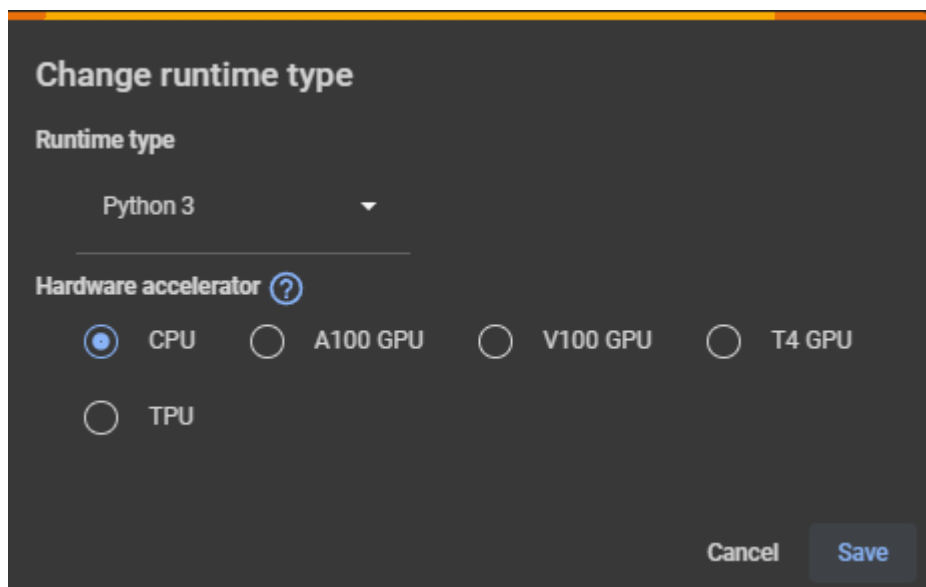 Change runtime type
Runtime type
Python 3
Hardware accelerator ?
CPU A100 GPU V100 GPU T4 GPU
TPU
Cancel Save